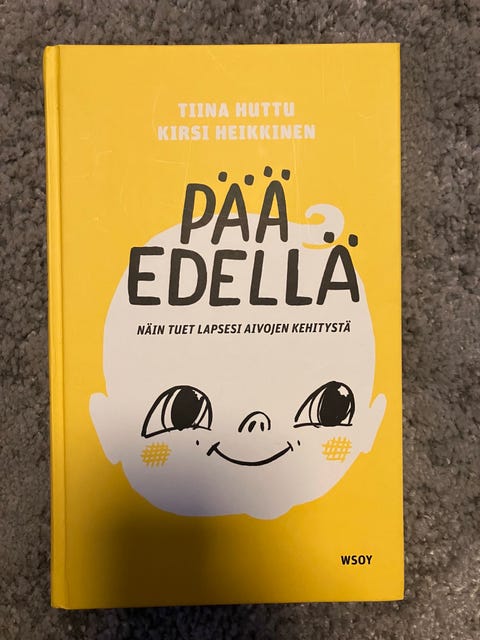 TIINA HUTTU
KIRSI HEIKKINEN
PÄÄ
EDELLÄ
NÄIN TUET LAPSESI AIVOJEN KEHITYSTÄ
WSOY